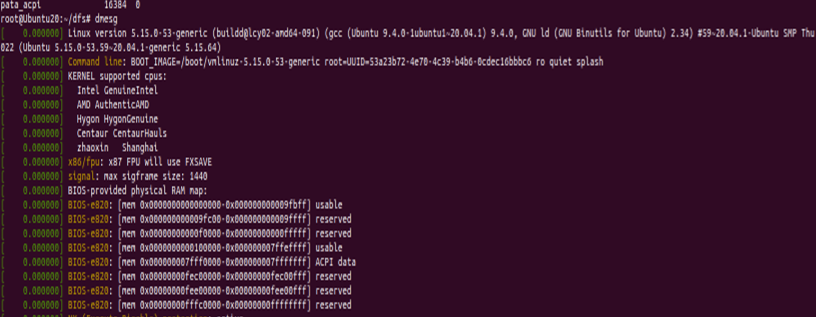 pata_acpi 16384 0
root@Ubuntu20:~/dfs# dmesg
[ 0.000000] Linux version 5.15.0-53-generic (buildd@lcy02-amd64-091) (gcc (Ubuntu 9.4.0-1ubuntu1~20.04.1) 9.4.0, GNU ld (GNU Binutils for Ubuntu) 2.34) #59~20.04.1-Ubuntu SMP Thu
022 (Ubuntu 5.15.0-53.59~20.04.1-generic 5.15.64)
[ 0.000000] Command line: BOOT_IMAGE=/boot/vmlinuz-5.15.0-53-generic root=UUID=53a23b72-4e70-4c39-b4b6-0cdec16bbbc6 ro quiet splash
[ 0.000000] KERNEL supported cpus:
[ 0.000000] Intel GenuineIntel
[ 0.000000] AMD AuthenticAMD
[ 0.000000] Hygon HygonGenuine
[ 0.000000] Centaur CentaurHauls
[ 0.000000] zhaoxin Shanghai
[ 0.000000] x86/fpu: x87 FPU will use FXSAVE
[ 0.000000] signal: max sigframe size: 1440
[ 0.000000] BIOS-provided physical RAM map:
[ 0.000000] BIOS-e820: [mem 0x0000000000000000-0x000000000009fbff] usable
[ 0.000000] BIOS-e820: [mem 0x000000000009fc00-0x000000000009ffff] reserved
[ 0.000000] BIOS-e820: [mem 0x00000000000f0000-0x00000000000fffff] reserved
[ 0.000000] BIOS-e820: [mem 0x0000000000100000-0x000000007ffeffff] usable
[ 0.000000] BIOS-e820: [mem 0x000000007fff0000-0x000000007fffffff] ACPI data
[ 0.000000] BIOS-e820: [mem 0x00000000fec00000-0x00000000fec00fff] reserved
[ 0.000000] BIOS-e820: [mem 0x00000000fee00000-0x00000000fee00fff] reserved
[ 0.000000] BIOS-e820: [mem 0x00000000fffc0000-0x00000000ffffffff] reserved